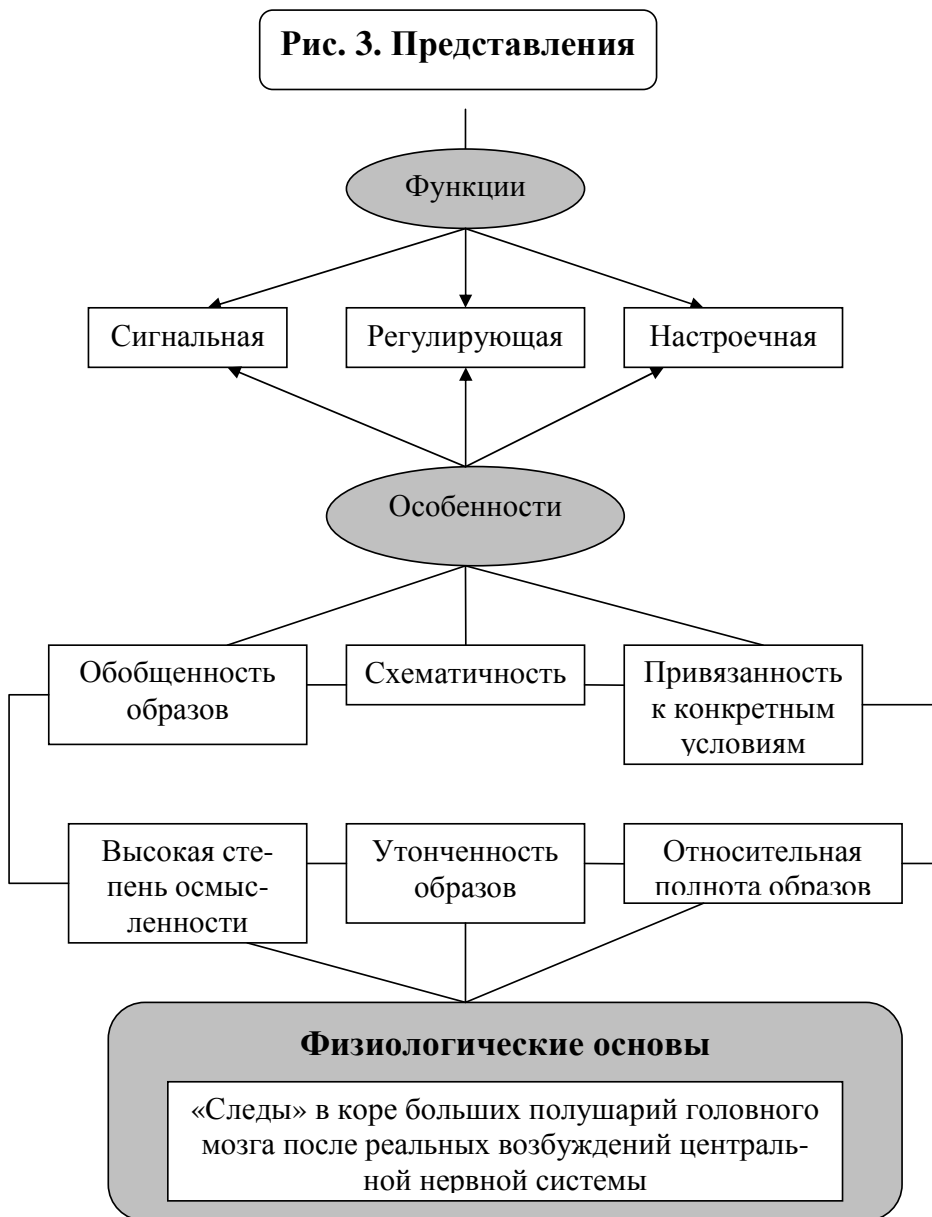 Рис. 3. Представления
Функции
Сигнальная
Регулирующая
Настроечная
Особенности
Обобщенность
образов
Схематичность
Привязанность
к конкретным
условиям
Высокая сте-
пень осмыс-
ленности
Утонченность
образов
Относительная
полнота образов
Физиологические основы
«Следы» в коре больших полушарий головного
мозга после реальных возбуждений централь-
ной нервной системы